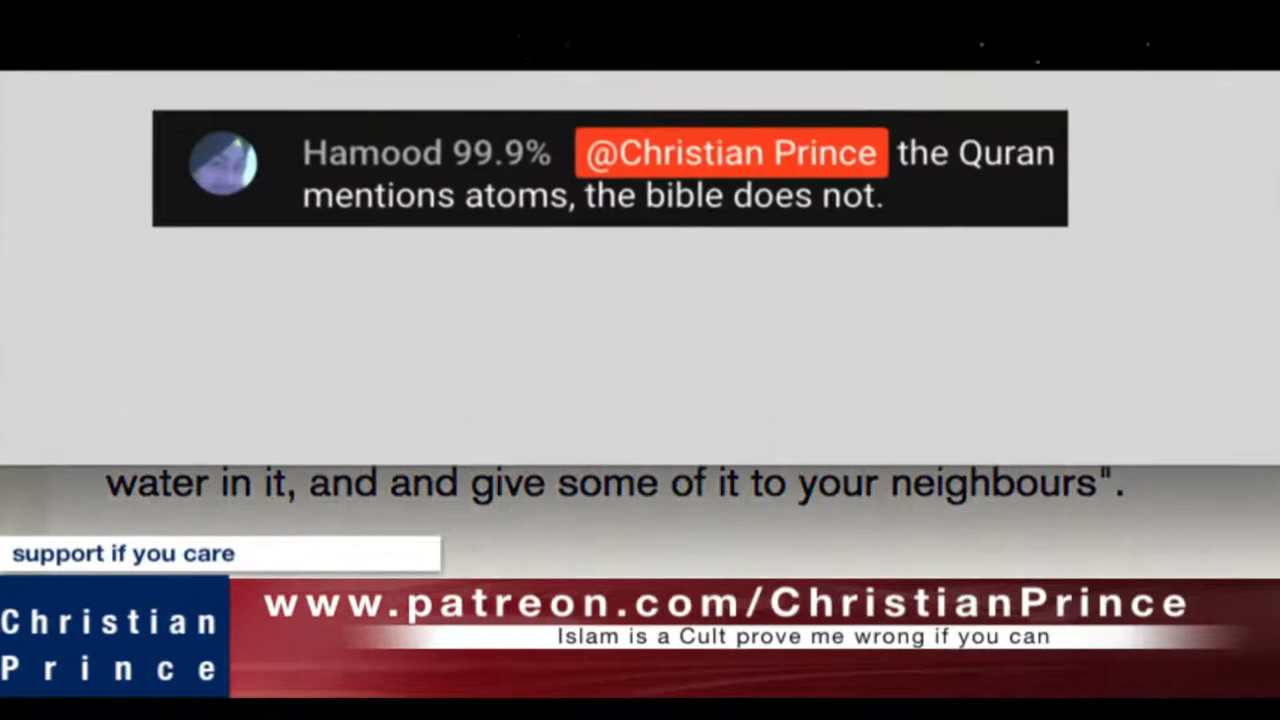 Hamood 99.9% @Christian Prince the Quran
mentions atoms, the bible does not.
water in it, and and give some of it to your neighbours".
support if you care
Christian
Prince
www.patreon.com/ChristianPrince
Islam is a Cult prove me wrong if you can